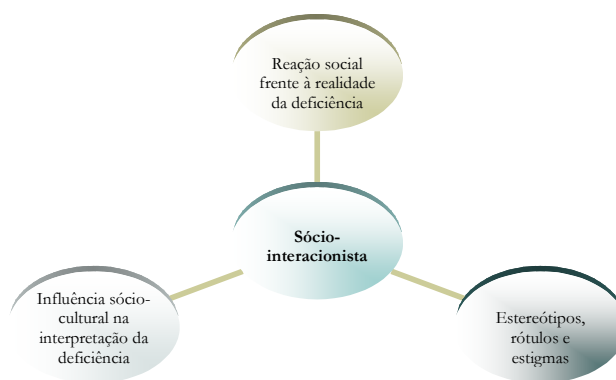 Reação social
frente à realidade
da deficiência
Sócio-
interacionista
Influência sócio-
cultural na
interpretação da
deficiência
Estereótipos,
rótulos e
estigmas